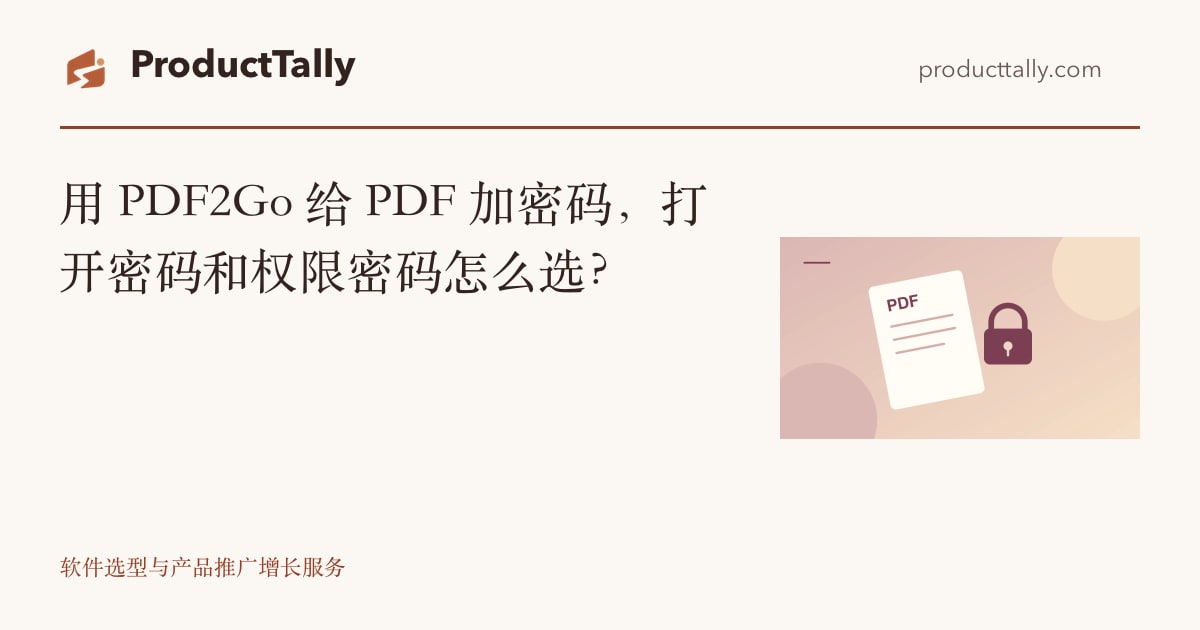 ProductTally
producttally.com
用 PDF2Go 给 PDF 加密码，打
开密码和权限密码怎么选？
PDF
软件选型与产品推广增长服务